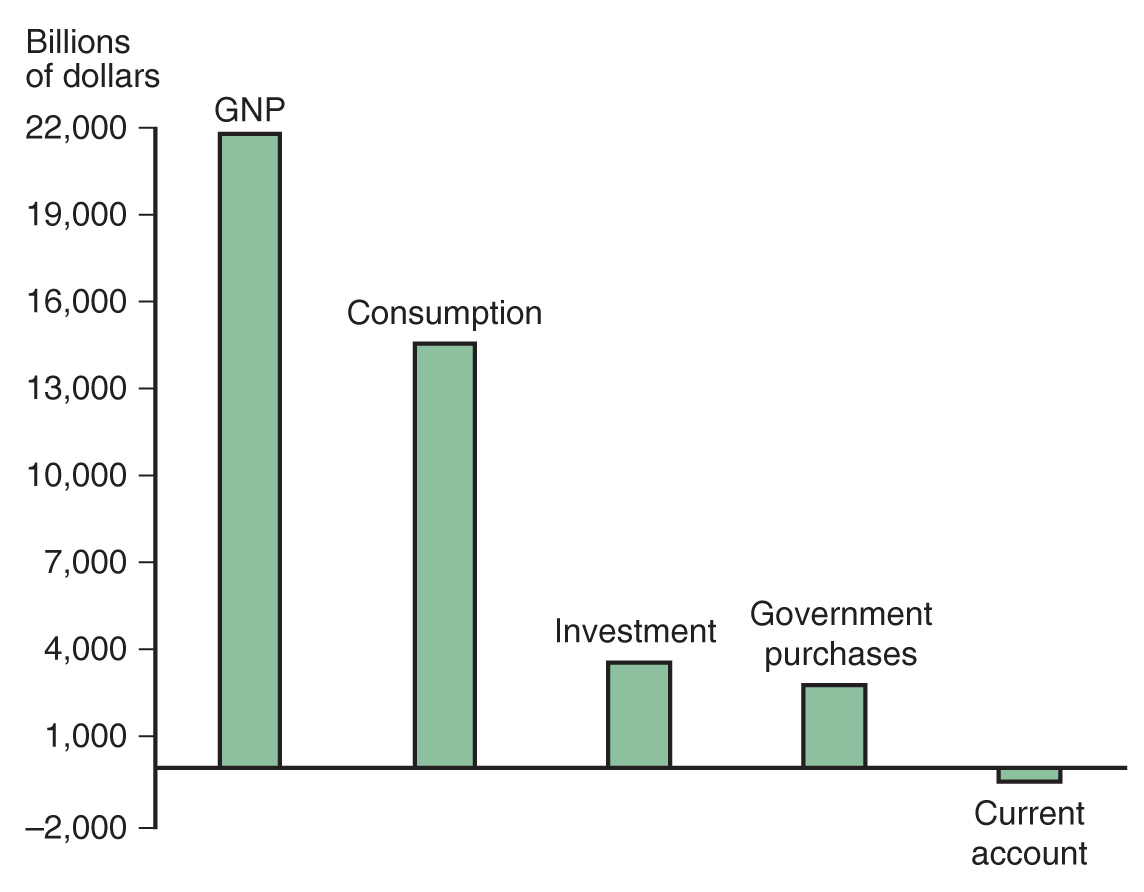 Billions
of dollars
GNP
22,000
19,000
16,000
Consumption
13,000
10,000
7,000
Investment
Government
purchases
4,000
1,000
–2,000
Current
account